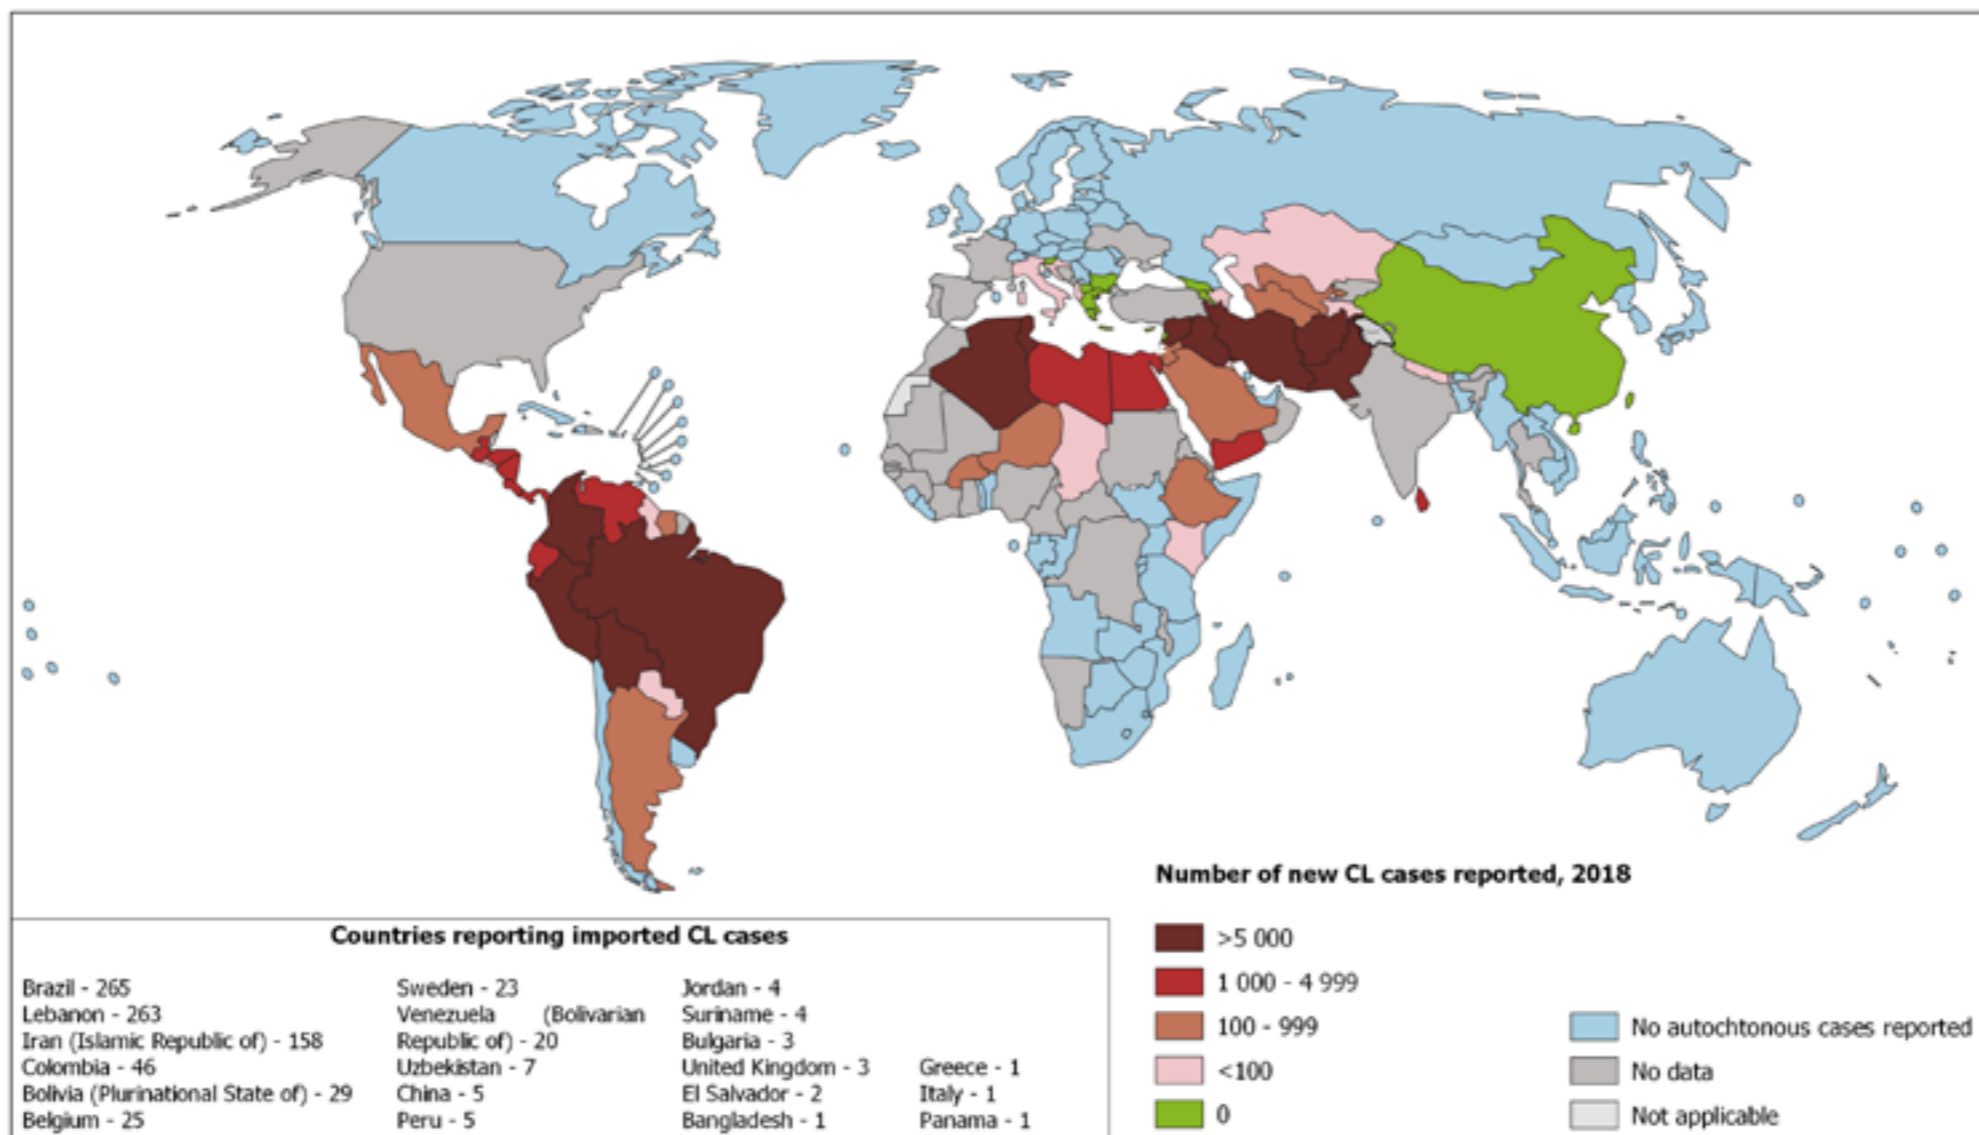 Number of new CL cases reported, 2018
>5 000
1 000 - 4 999
100 - 999
<100
0
No autochtonous cases reported
No data
Not applicable
Countries reporting imported CL cases
Brazil - 265
Lebanon - 263
Iran (Islamic Republic of) - 158
Colombia - 46
Bolivia (Plurinational State of) - 29
Belgium - 25
Sweden - 23
Venezuela (Bolivarian
Republic of) - 20
Uzbekistan - 7
China - 5
Peru - 5
Jordan - 4
Suriname - 4
Bulgaria - 3
United Kingdom - 3
El Salvador - 2
Bangladesh - 1
Greece - 1
Italy - 1
Panama - 1